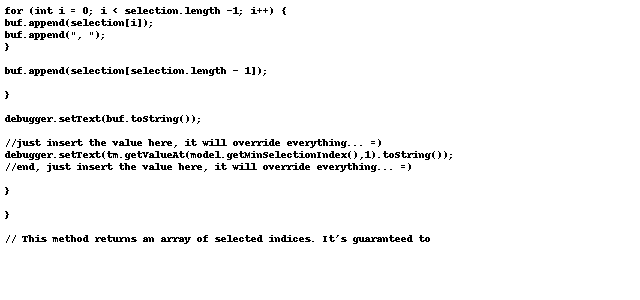 for (int i = 0; i < selection.length -1; i++) {
buf.append(selection[i]);
buf.append(", ");
}
buf.append(selection[selection.length - 1]);
}
debugger.setText(buf.toString());
//just insert the value here, it will override everything... =)
debugger.setText(tm.getValueAt(model.getMinSelectionIndex(),1).toString());
//end, just insert the value here, it will override everything... =)
}
}
// This method returns an array of selected indices. It's guaranteed to